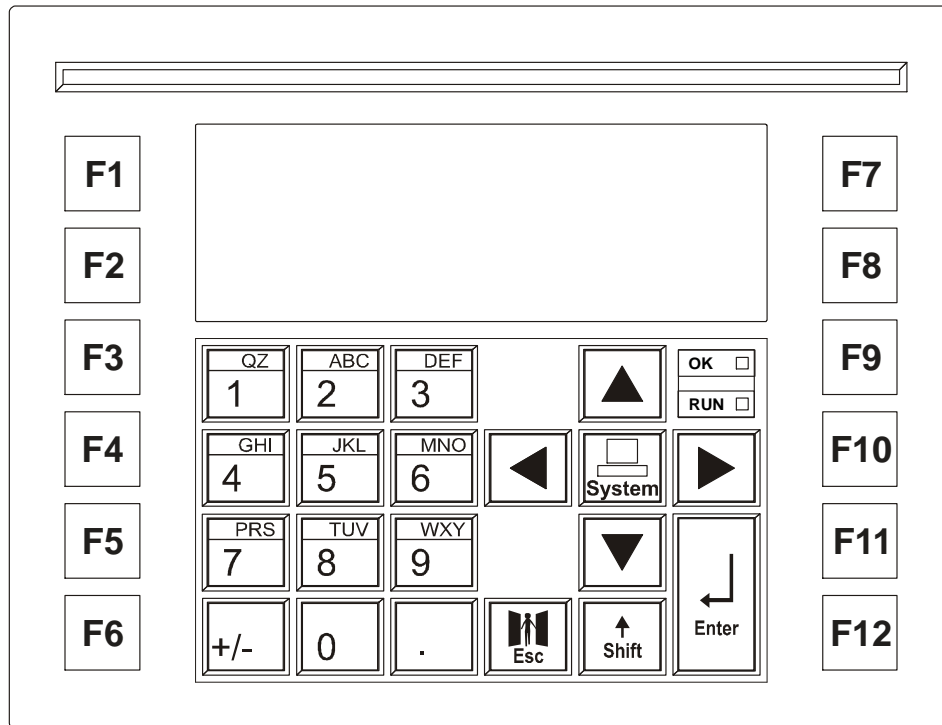 F1
F7
F2
F8
F3
QZ ABC DEF
1 2 3
OK
RUN
F9
F4
GHI JKL MNO
4 5 6
System
F10
F5
PRS TUV WXY
7 8 9
F11
F6
+/- 0 .
Esc
Shift
Enter
F12